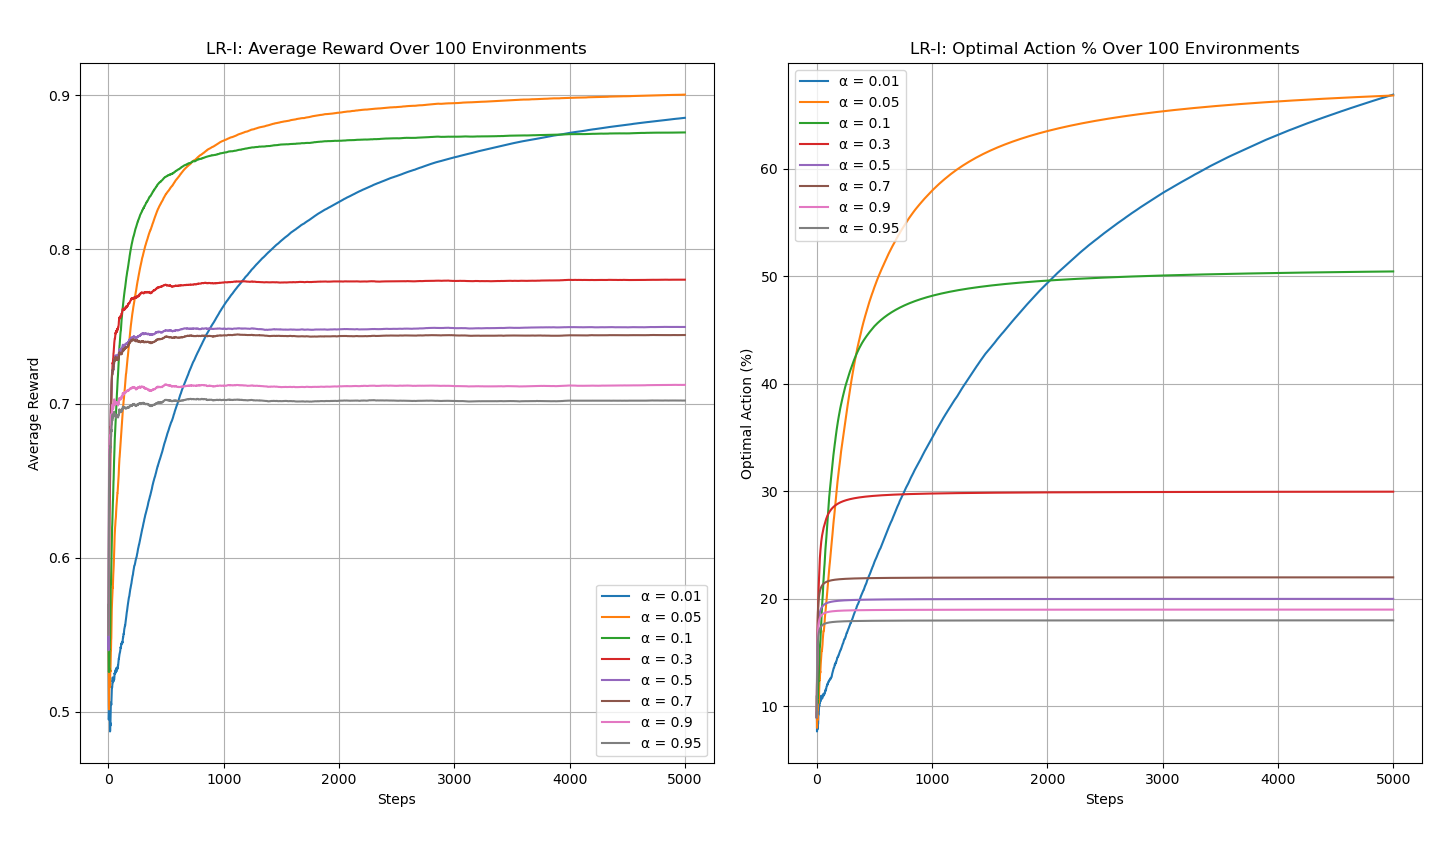 LR-I: Average Reward Over 100 Environments
Average Reward
0.9
0.8
0.7
0.6
0.5
α = 0.01
α = 0.05
α = 0.1
α = 0.3
α = 0.5
α = 0.7
α = 0.9
α = 0.95
0 1000 2000 3000 4000 5000
Steps
LR-I: Optimal Action % Over 100 Environments
α = 0.01
α = 0.05
α = 0.1
α = 0.3
α = 0.5
α = 0.7
α = 0.9
α = 0.95
Optimal Action (%)
60
50
40
30
20
10
0 1000 2000 3000 4000 5000
Steps